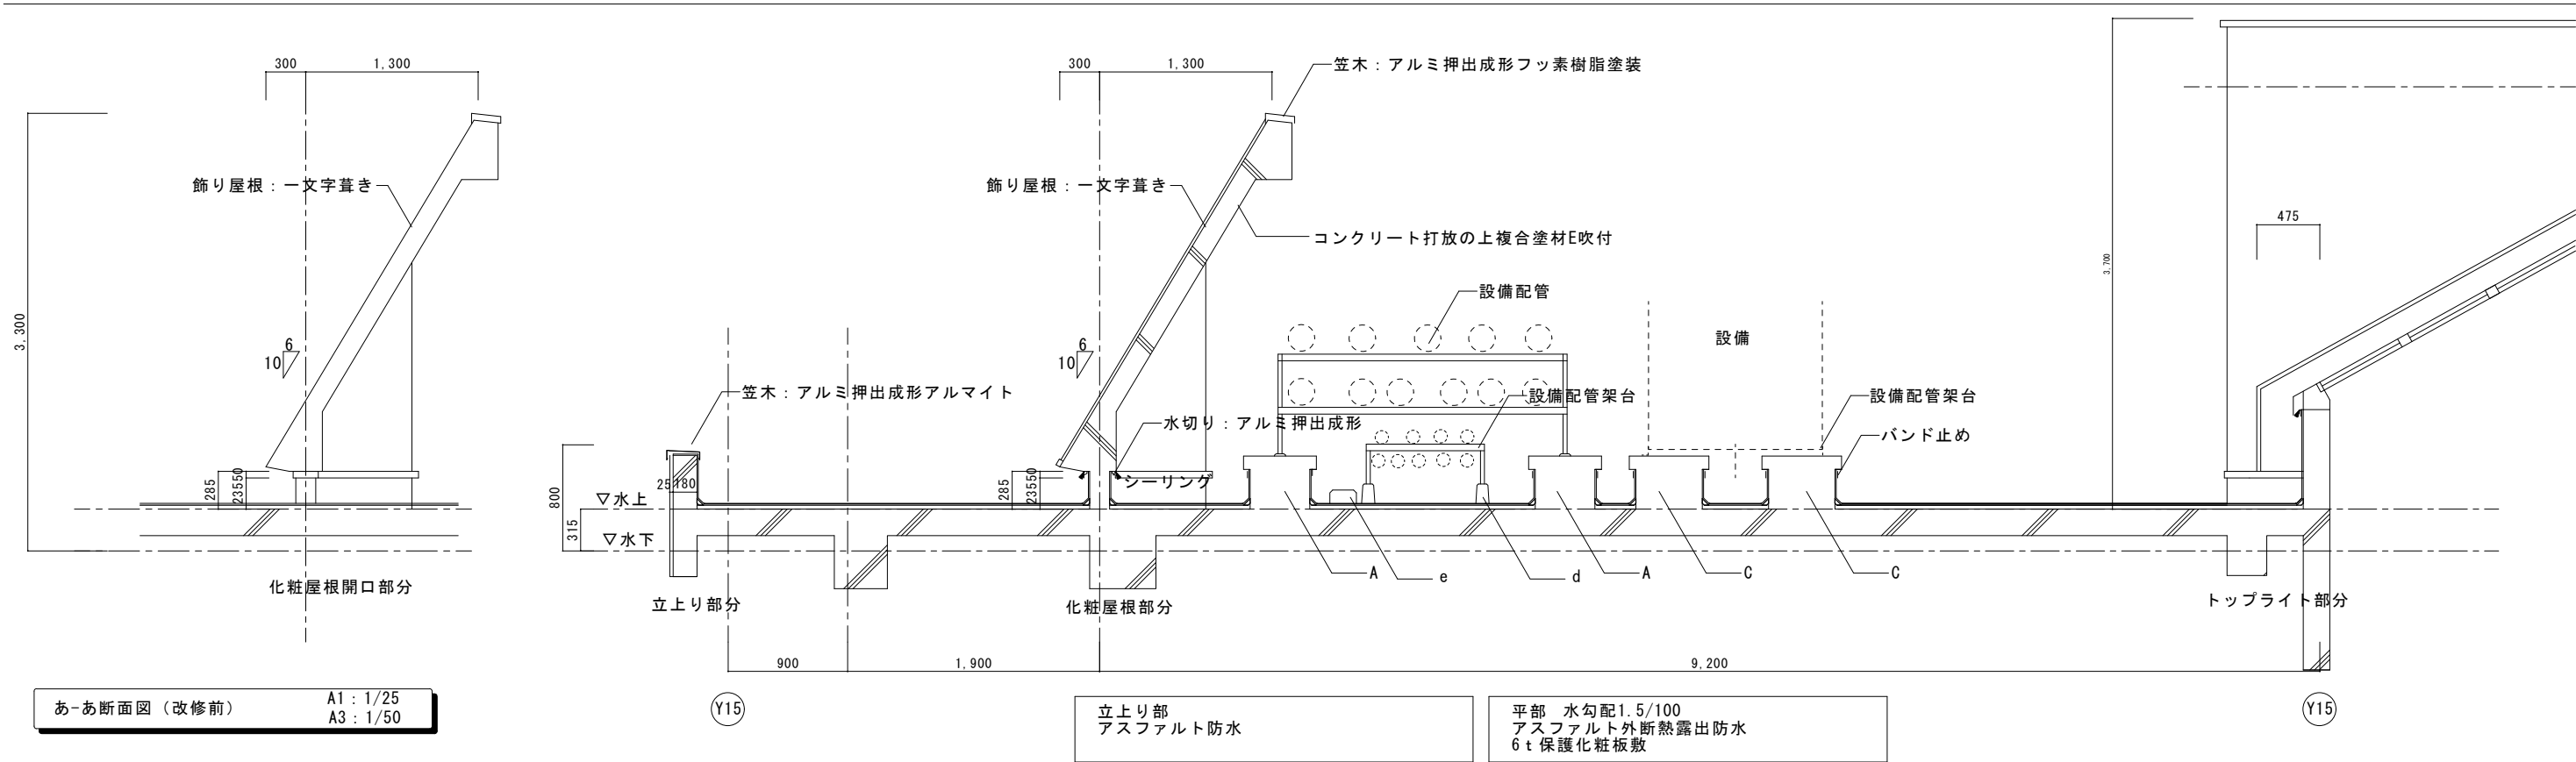 300
1,300
飾り屋根：一文字葺き
3,300
6
10
285
23550
化粧屋根開口部分
あ-あ断面図（改修前）
A1：1/25
A3：1/50
300
1,300
笠木：アルミ押出成形フッ素樹脂塗装
飾り屋根：一文字葺き
コンクリート打放の上複合塗材E吹付
設備配管
設備
6
10
笠木：アルミ押出成形アルマイト
設備配管架台
設備配管架台
水切り：アルミ押出成形
バンド止め
シーリング
800
315
25
180
285
23550
▽水上
▽水下
A
e
d
A
C
C
立上り部分
化粧屋根部分
トップライト部分
3,700
475
900
1,900
9,200
Y15
Y15
立上り部
アスファルト防水
平部　水勾配1.5/100
アスファルト外断熱露出防水
6ｔ保護化粧板敷